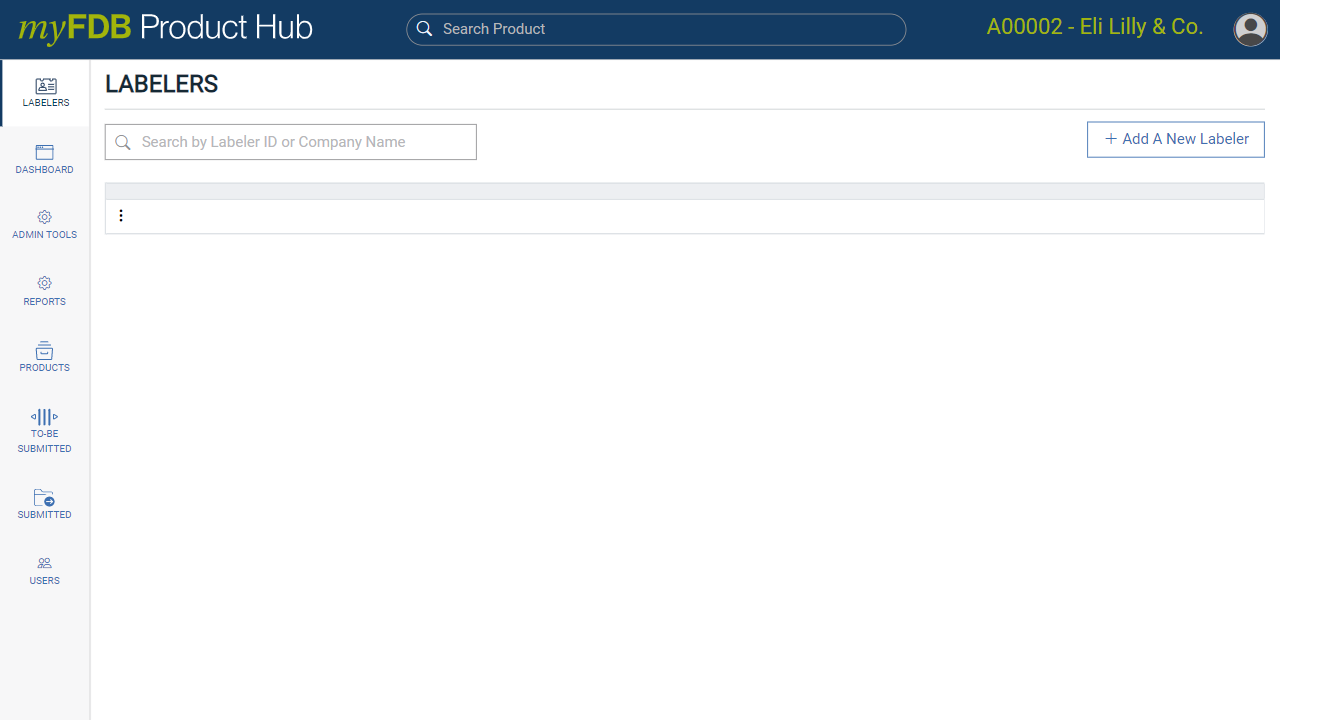 myFDB Product Hub
Search Product
A00002 - Eli Lilly & Co.
LABELERS
LABELERS
Search by Labeler ID or Company Name
Add A New Labeler
DASHBOARD
ADMIN TOOLS
REPORTS
PRODUCTS
TO-BE
SUBMITTED
SUBMITTED
USERS